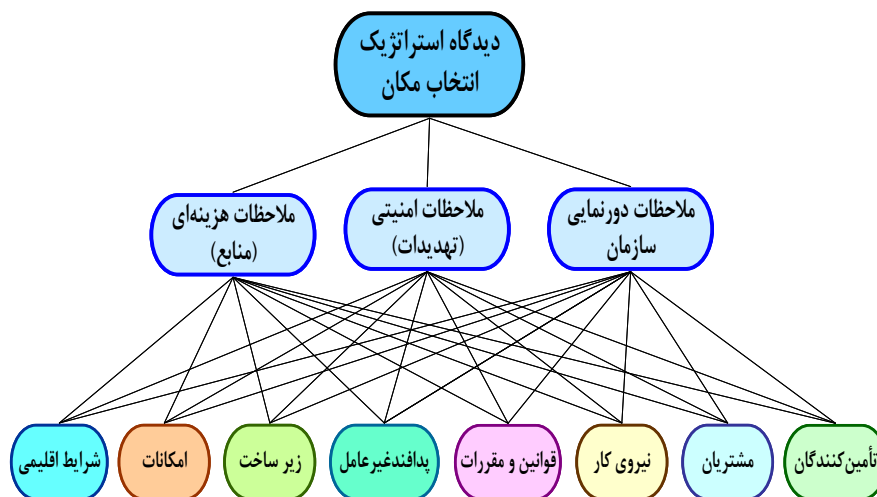 دیدگاه استراتژیک
انتخاب مکان
ملاحظات دورنمایی
سازمان
ملاحظات امنیتی
(تهدیدات)
ملاحظات هزینه‌ای
(منابع)
تأمین‌کنندگان
مشتریان
نیروی کار
قوانین و مقررات
پدافندغیرعامل
زیر ساخت
امکانات
شرایط اقلیمی